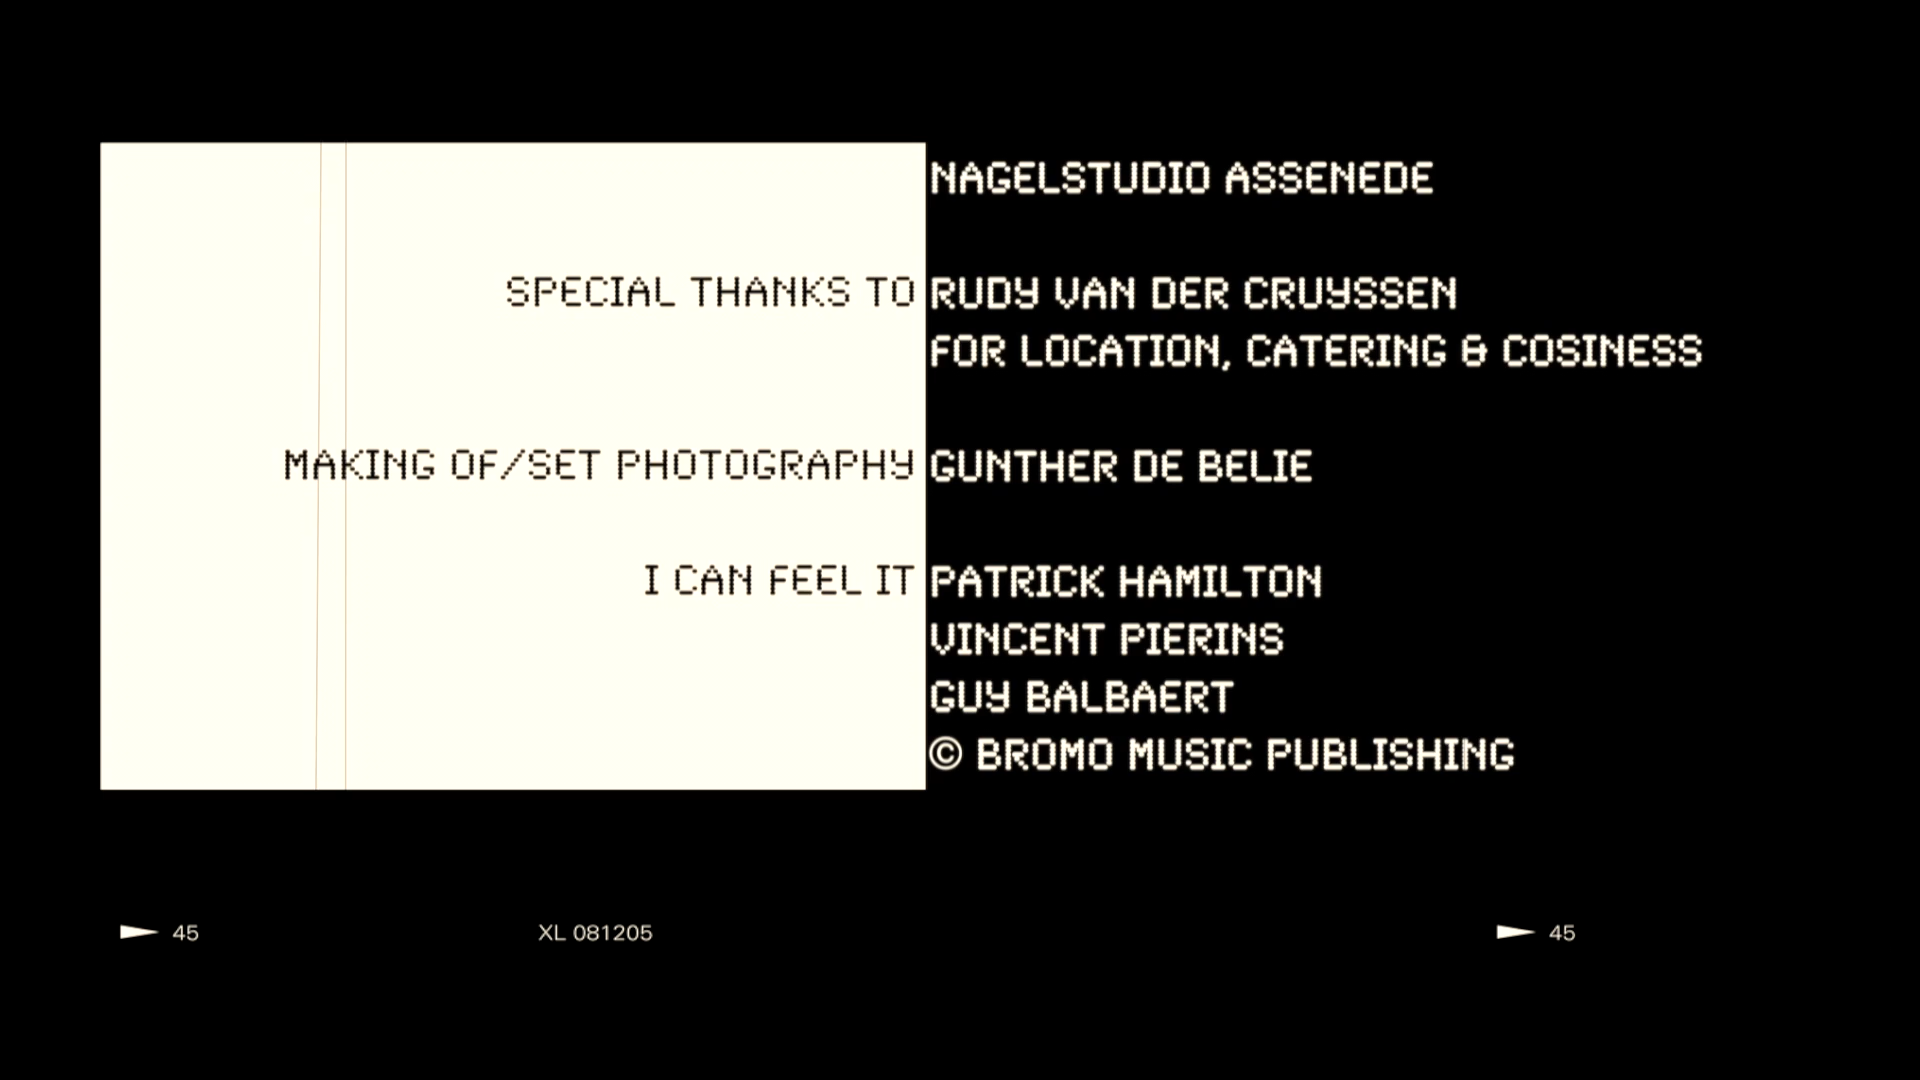 NAGELSTUDIO ASSENEDE
SPECIAL THANKS TO RUDY VAN DER CRUYSSEN
FOR LOCATION, CATERING & COSINESS
MAKING OF/SET PHOTOGRAPHY GUNTHER DE BELIE
I CAN FEEL IT PATRICK HAMILTON
VINCENT PIERINS
GUY BALBAERT
© BROMO MUSIC PUBLISHING
45 XL 081205 45